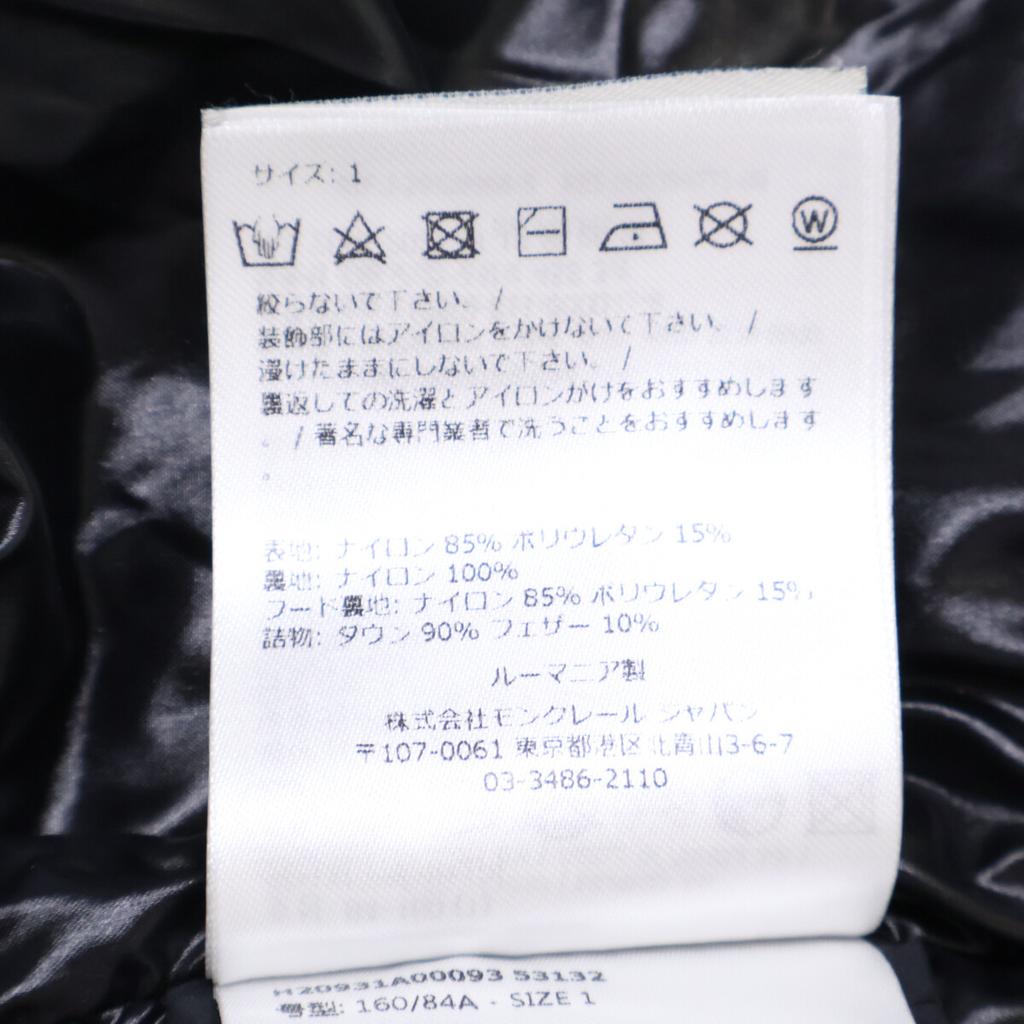 サイズ: 1
W
絞らないで下さい。 /
装飾部にはアイロンをかけないて下さい。 /
浸けたままにしないで下さい。 /
裏返しての洗濯とアイロンかけをおすすめします
。 / 著名な専門業者で洗うことをおすすめします
。
表地: ナイロン 85% ポリウレタン 15%
裏地: ナイロン 100%
フード裏地: ナイロン 85% ポリウレタン 15%
詰物: ダウン 90% フェザー 10%
ルーマニア製
株式会社モンクレール ジャパン
〒107-0061 東京都港区北青山3-6-7
03-3486-2110
H20931A00093 53132
号型: 160/84A - SIZE 1